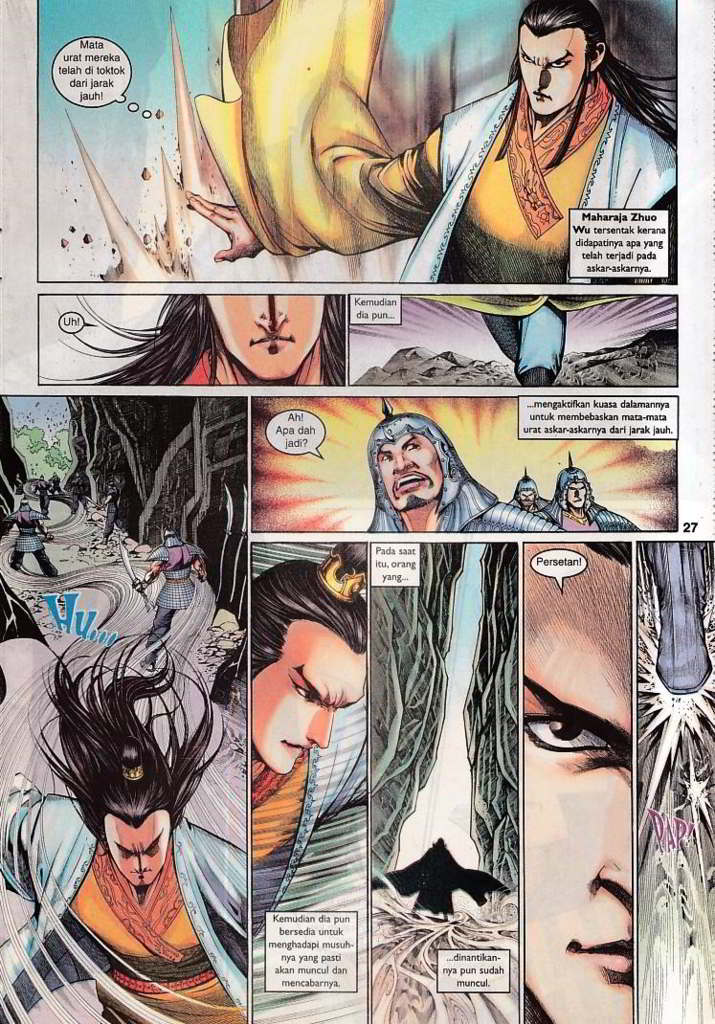 Mata
urat mereka
telah di toktok
dari jarak
jauh!
Maharaja Zhuo
Wu tersentak kerana
didapatinya apa yang
telah terjadi pada
askar-askarnya.
Uh!
Kemudian
dia pun...
...mengaktifkan kuasa dalamannya
untuk membebaskan mata-mata
urat askar-askarnya dari jarak jauh.
Ah!
Apa dah
jadi?
27
Hu...
Kemudian dia pun
bersedia untuk
menghadapi musuh-
nya yang pasti
akan muncul dan
mencabarnya.
Pada saat
itu, orang
yang...
...dinantikan-
nya pun sudah
muncul.
Persetan!
PAP!